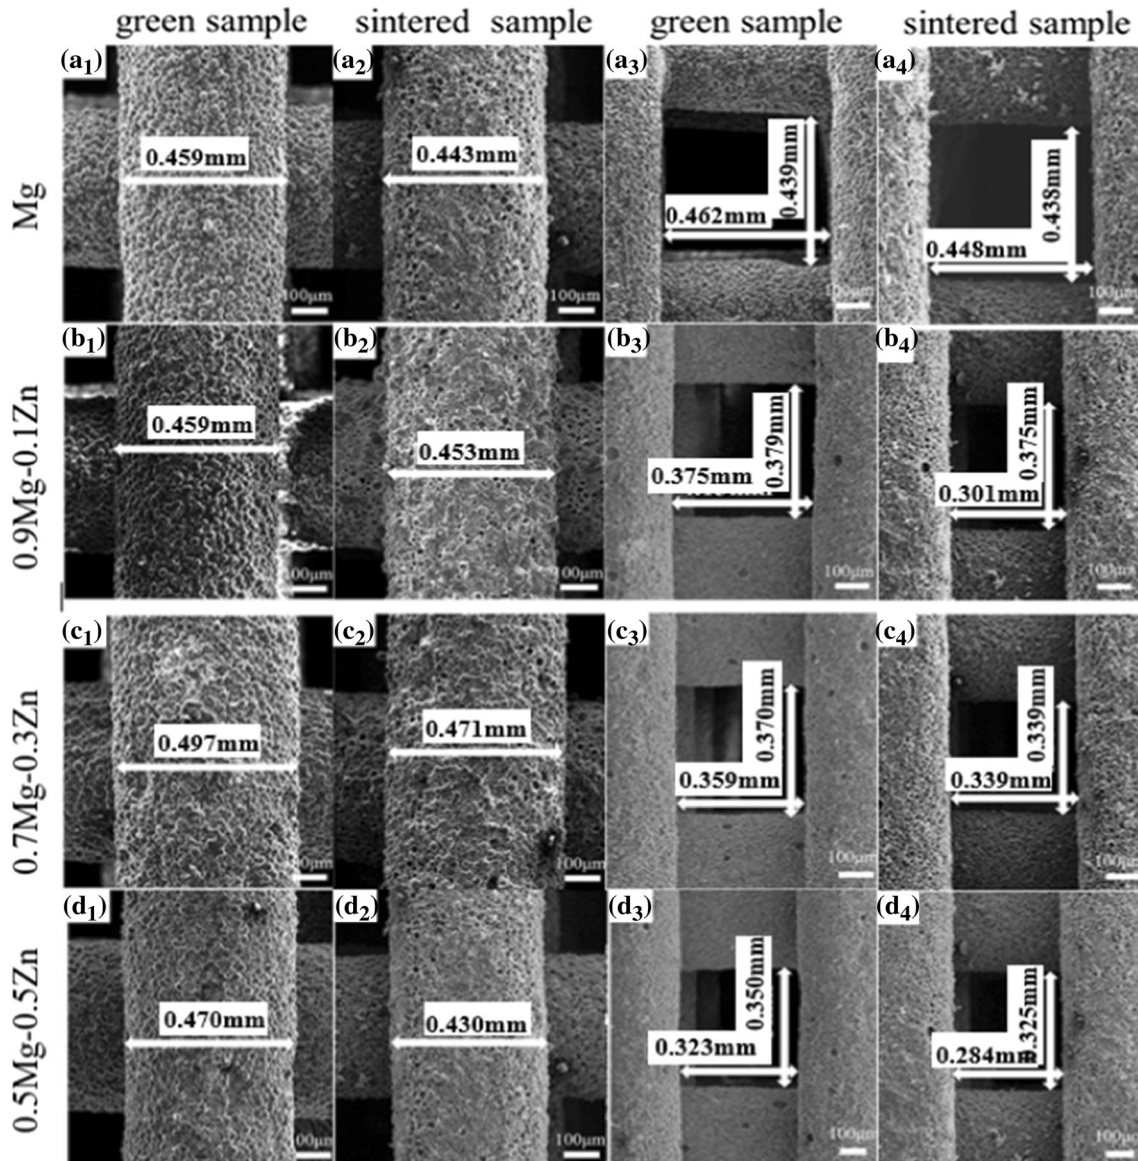 green sample sintered sample green sample sintered sample
Mg
(a1) 0.459mm 100μm
(a2) 0.443mm 100μm
(a3) 0.462mm 0.439mm 100μm
(a4) 0.448mm 0.438mm 100μm
0.9Mg-0.1Zn
(b1) 0.459mm 100μm
(b2) 0.453mm 100μm
(b3) 0.375mm 0.379mm 100μm
(b4) 0.301mm 0.375mm 100μm
0.7Mg-0.3Zn
(c1) 0.497mm 100μm
(c2) 0.471mm 100μm
(c3) 0.359mm 0.370mm 100μm
(c4) 0.339mm 0.339mm 100μm
0.5Mg-0.5Zn
(d1) 0.470mm 100μm
(d2) 0.430mm 100μm
(d3) 0.323mm 0.350mm 100μm
(d4) 0.284mm 0.325mm 100μm